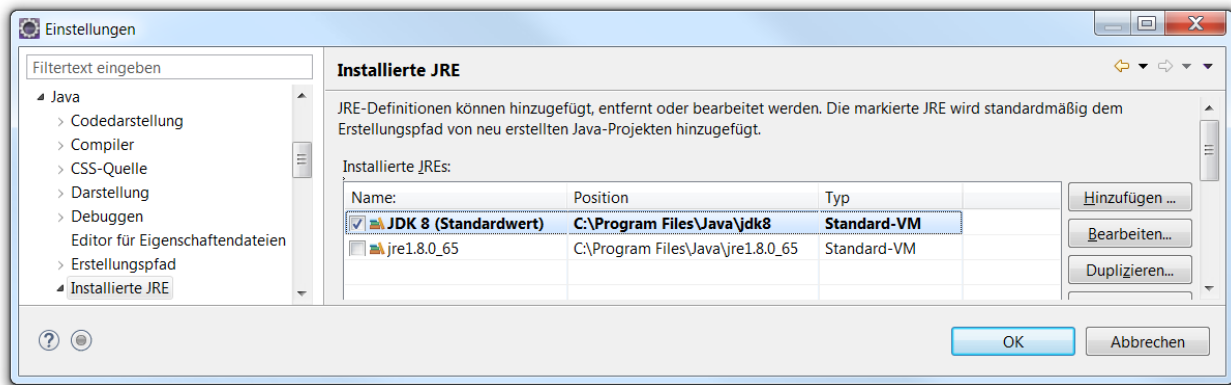 Einstellungen
Filtertext eingeben
Java
Codedarstellung
Compiler
CSS-Quelle
Darstellung
Debuggen
Editor für Eigenschaftendateien
Erstellungspfad
Installierte JRE
Installierte JRE
JRE-Definitionen können hinzugefügt, entfernt oder bearbeitet werden. Die markierte JRE wird standardmäßig dem
Erstellungspfad von neu erstellten Java-Projekten hinzugefügt.
Installierte JREs:
Name: Position Typ
JDK 8 (Standardwert) C:\Program Files\Java\jdk8 Standard-VM
jre1.8.0_65 C:\Program Files\Java\jre1.8.0_65 Standard-VM
Hinzufügen ...
Bearbeiten...
Duplizieren...
OK
Abbrechen